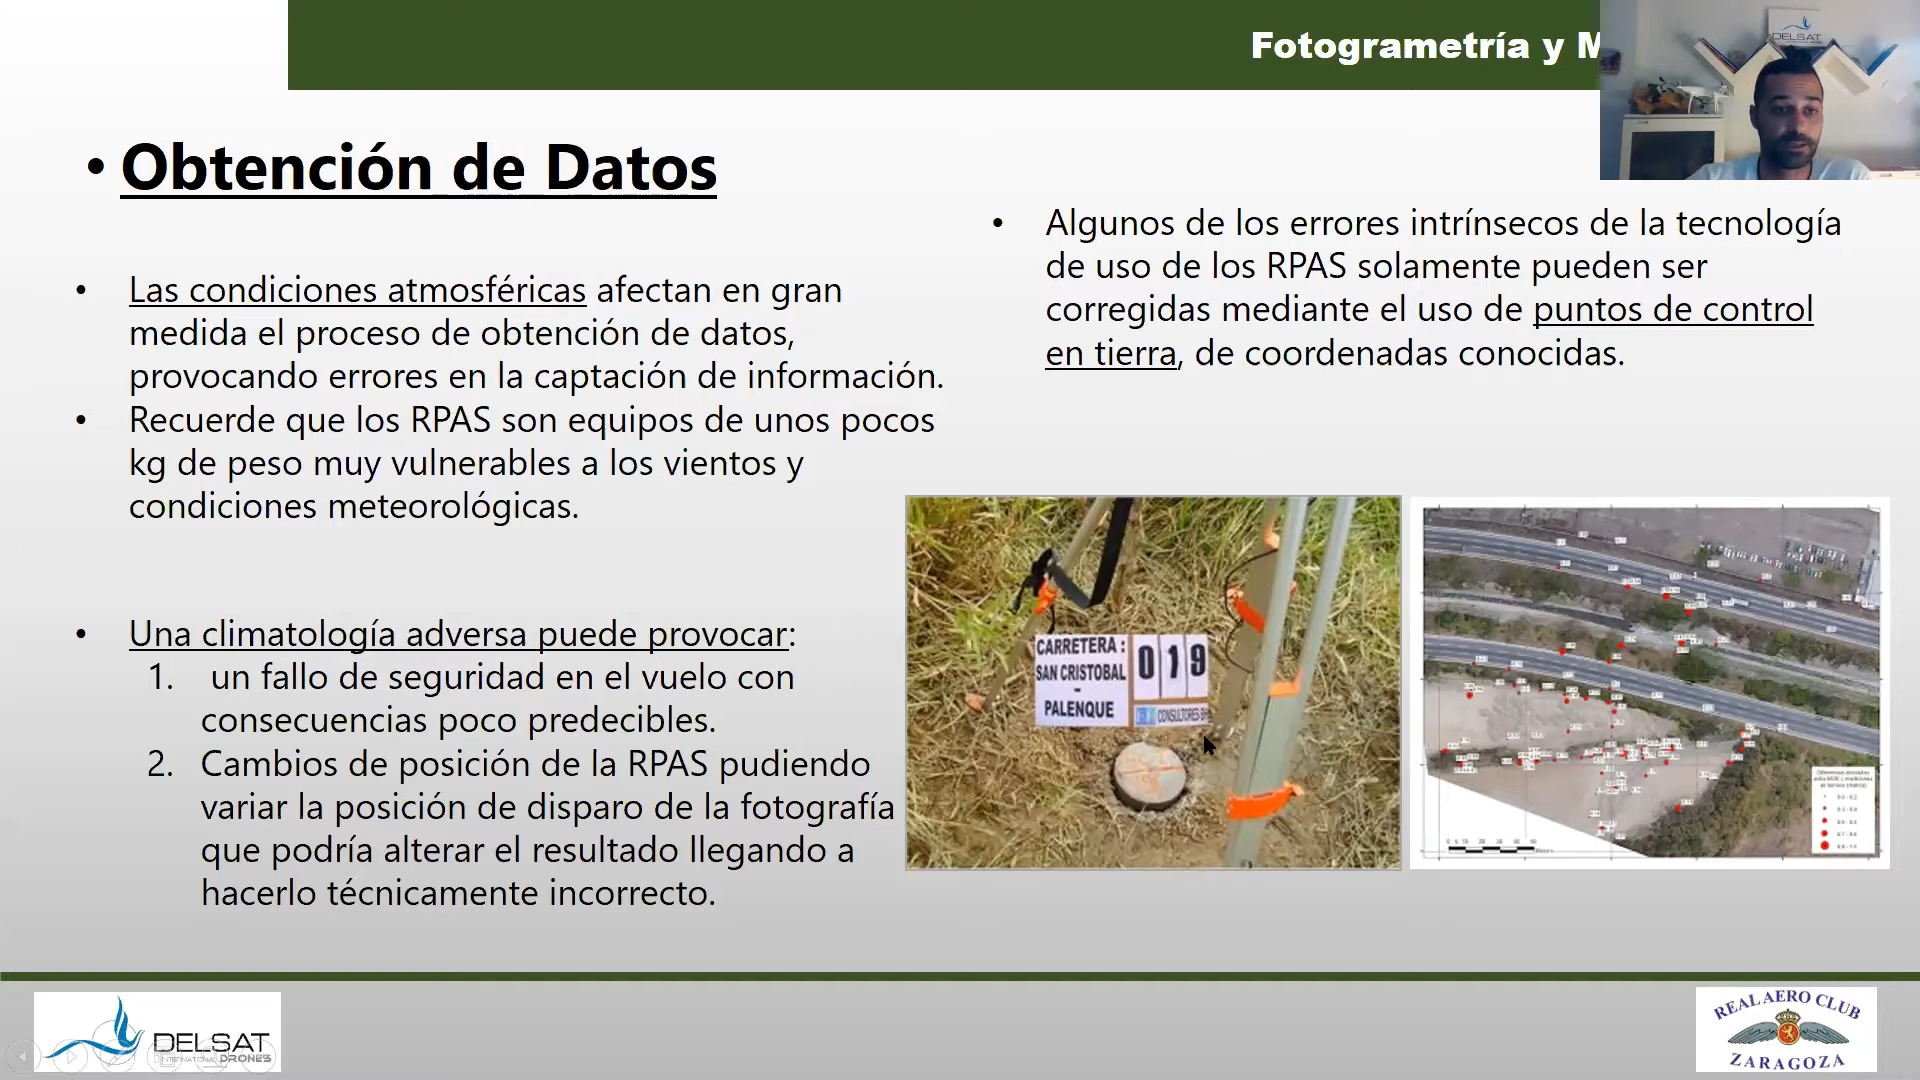 Fotogrametría y M
DELSAT
• Obtención de Datos
• Las condiciones atmosféricas afectan en gran
medida el proceso de obtención de datos,
provocando errores en la captación de información.
• Recuerde que los RPAS son equipos de unos pocos
kg de peso muy vulnerables a los vientos y
condiciones meteorológicas.
• Una climatología adversa puede provocar:
1. un fallo de seguridad en el vuelo con
consecuencias poco predecibles.
2. Cambios de posición de la RPAS pudiendo
variar la posición de disparo de la fotografía
que podría alterar el resultado llegando a
hacerlo técnicamente incorrecto.
• Algunos de los errores intrínsecos de la tecnología
de uso de los RPAS solamente pueden ser
corregidas mediante el uso de puntos de control
en tierra, de coordenadas conocidas.
CARRETERA :
SAN CRISTOBAL
-
PALENQUE
019
CONSULTORES
DELSAT
INTERNATIONAL DRONES
REAL AERO CLUB
ZARAGOZA